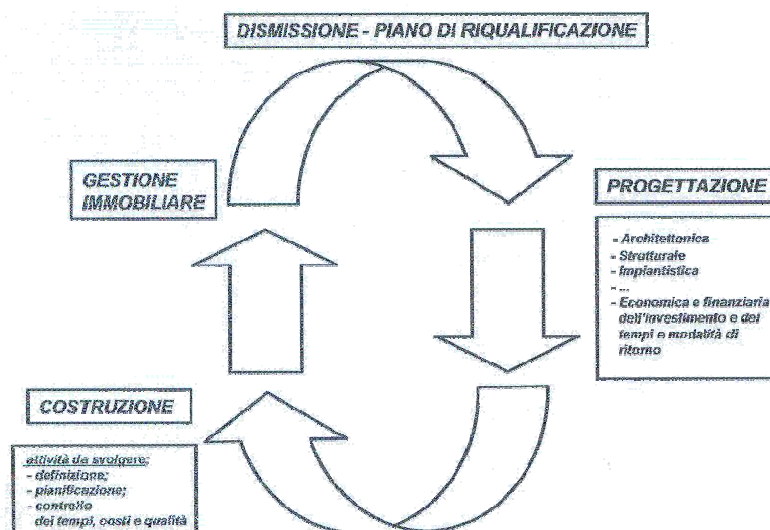 DISMISSIONE - PIANO DI RIQUALIFICAZIONE
GESTIONE
IMMOBILIARE
PROGETTAZIONE
- Architettonica
- Strutturale
- Impiantistica
- ...
- Economica e finanziaria
dell'investimento e dei
tempi e modalità di
ritorno
COSTRUZIONE
attività da svolgere;
- definizione;
- pianificazione;
- controllo
dei tempi, costi e qualità